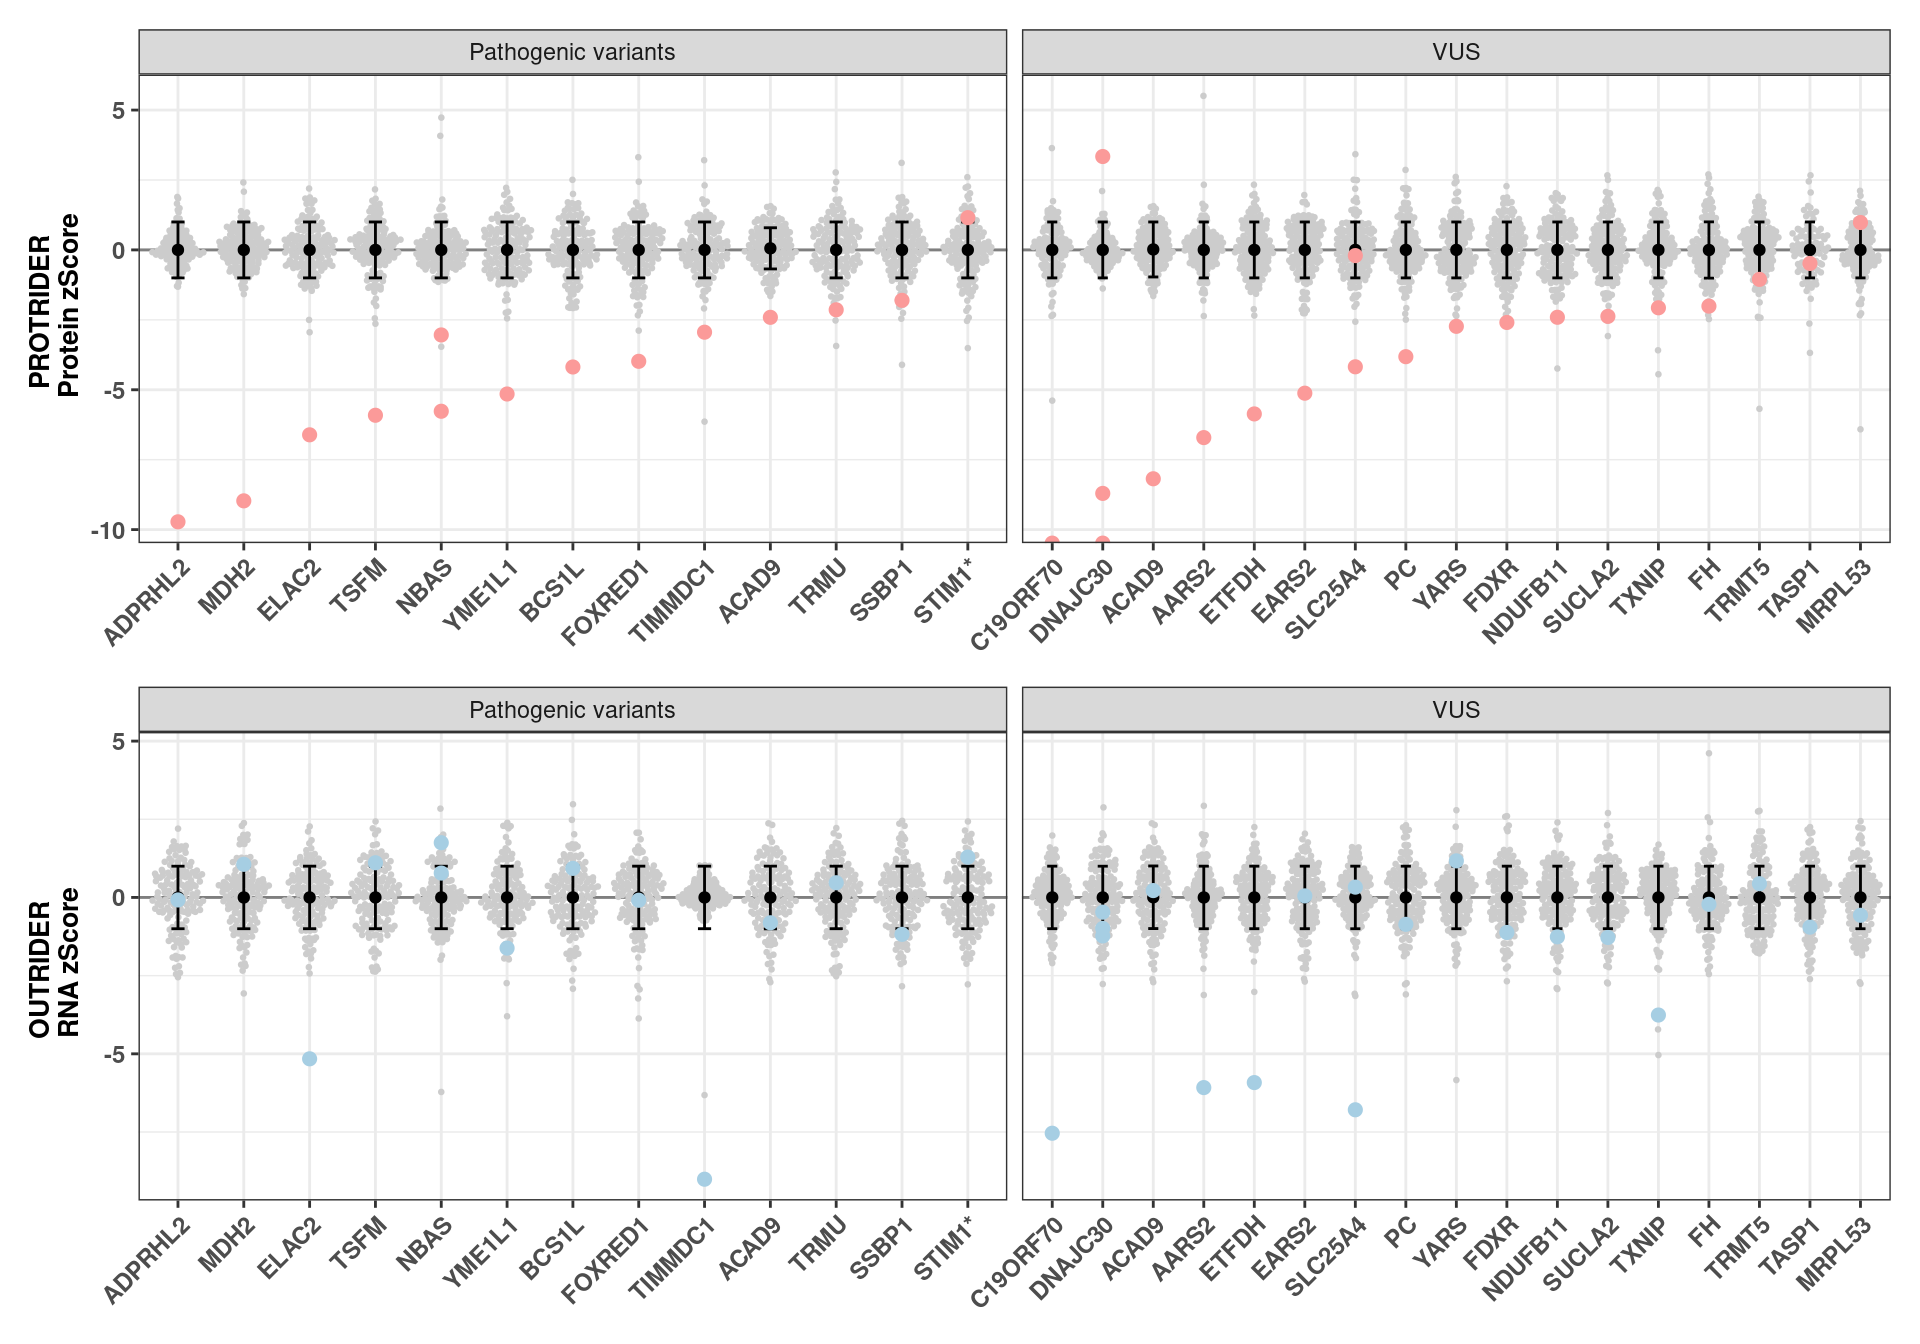 Pathogenic variants
VUS
PROTRIDER
Protein zScore
5
0
-5
-10
ADPRHL2
MDH2
ELAC2
TSFM
NBAS
YME1L1
BCS1L
FOXRED1
TIMMDC1
ACAD9
TRMU
SSBP1
STIM1*
C19ORF70
DNAJC30
ACAD9
AARS2
ETFDH
EARS2
SLC25A4
PC
YARS
FDXR
NDUFB11
SUCLA2
TXNIP
FH
TRMT5
TASP1
MRPL53
Pathogenic variants
VUS
OUTRIDER
RNA zScore
5
0
-5
ADPRHL2
MDH2
ELAC2
TSFM
NBAS
YME1L1
BCS1L
FOXRED1
TIMMDC1
ACAD9
TRMU
SSBP1
STIM1*
C19ORF70
DNAJC30
ACAD9
AARS2
ETFDH
EARS2
SLC25A4
PC
YARS
FDXR
NDUFB11
SUCLA2
TXNIP
FH
TRMT5
TASP1
MRPL53